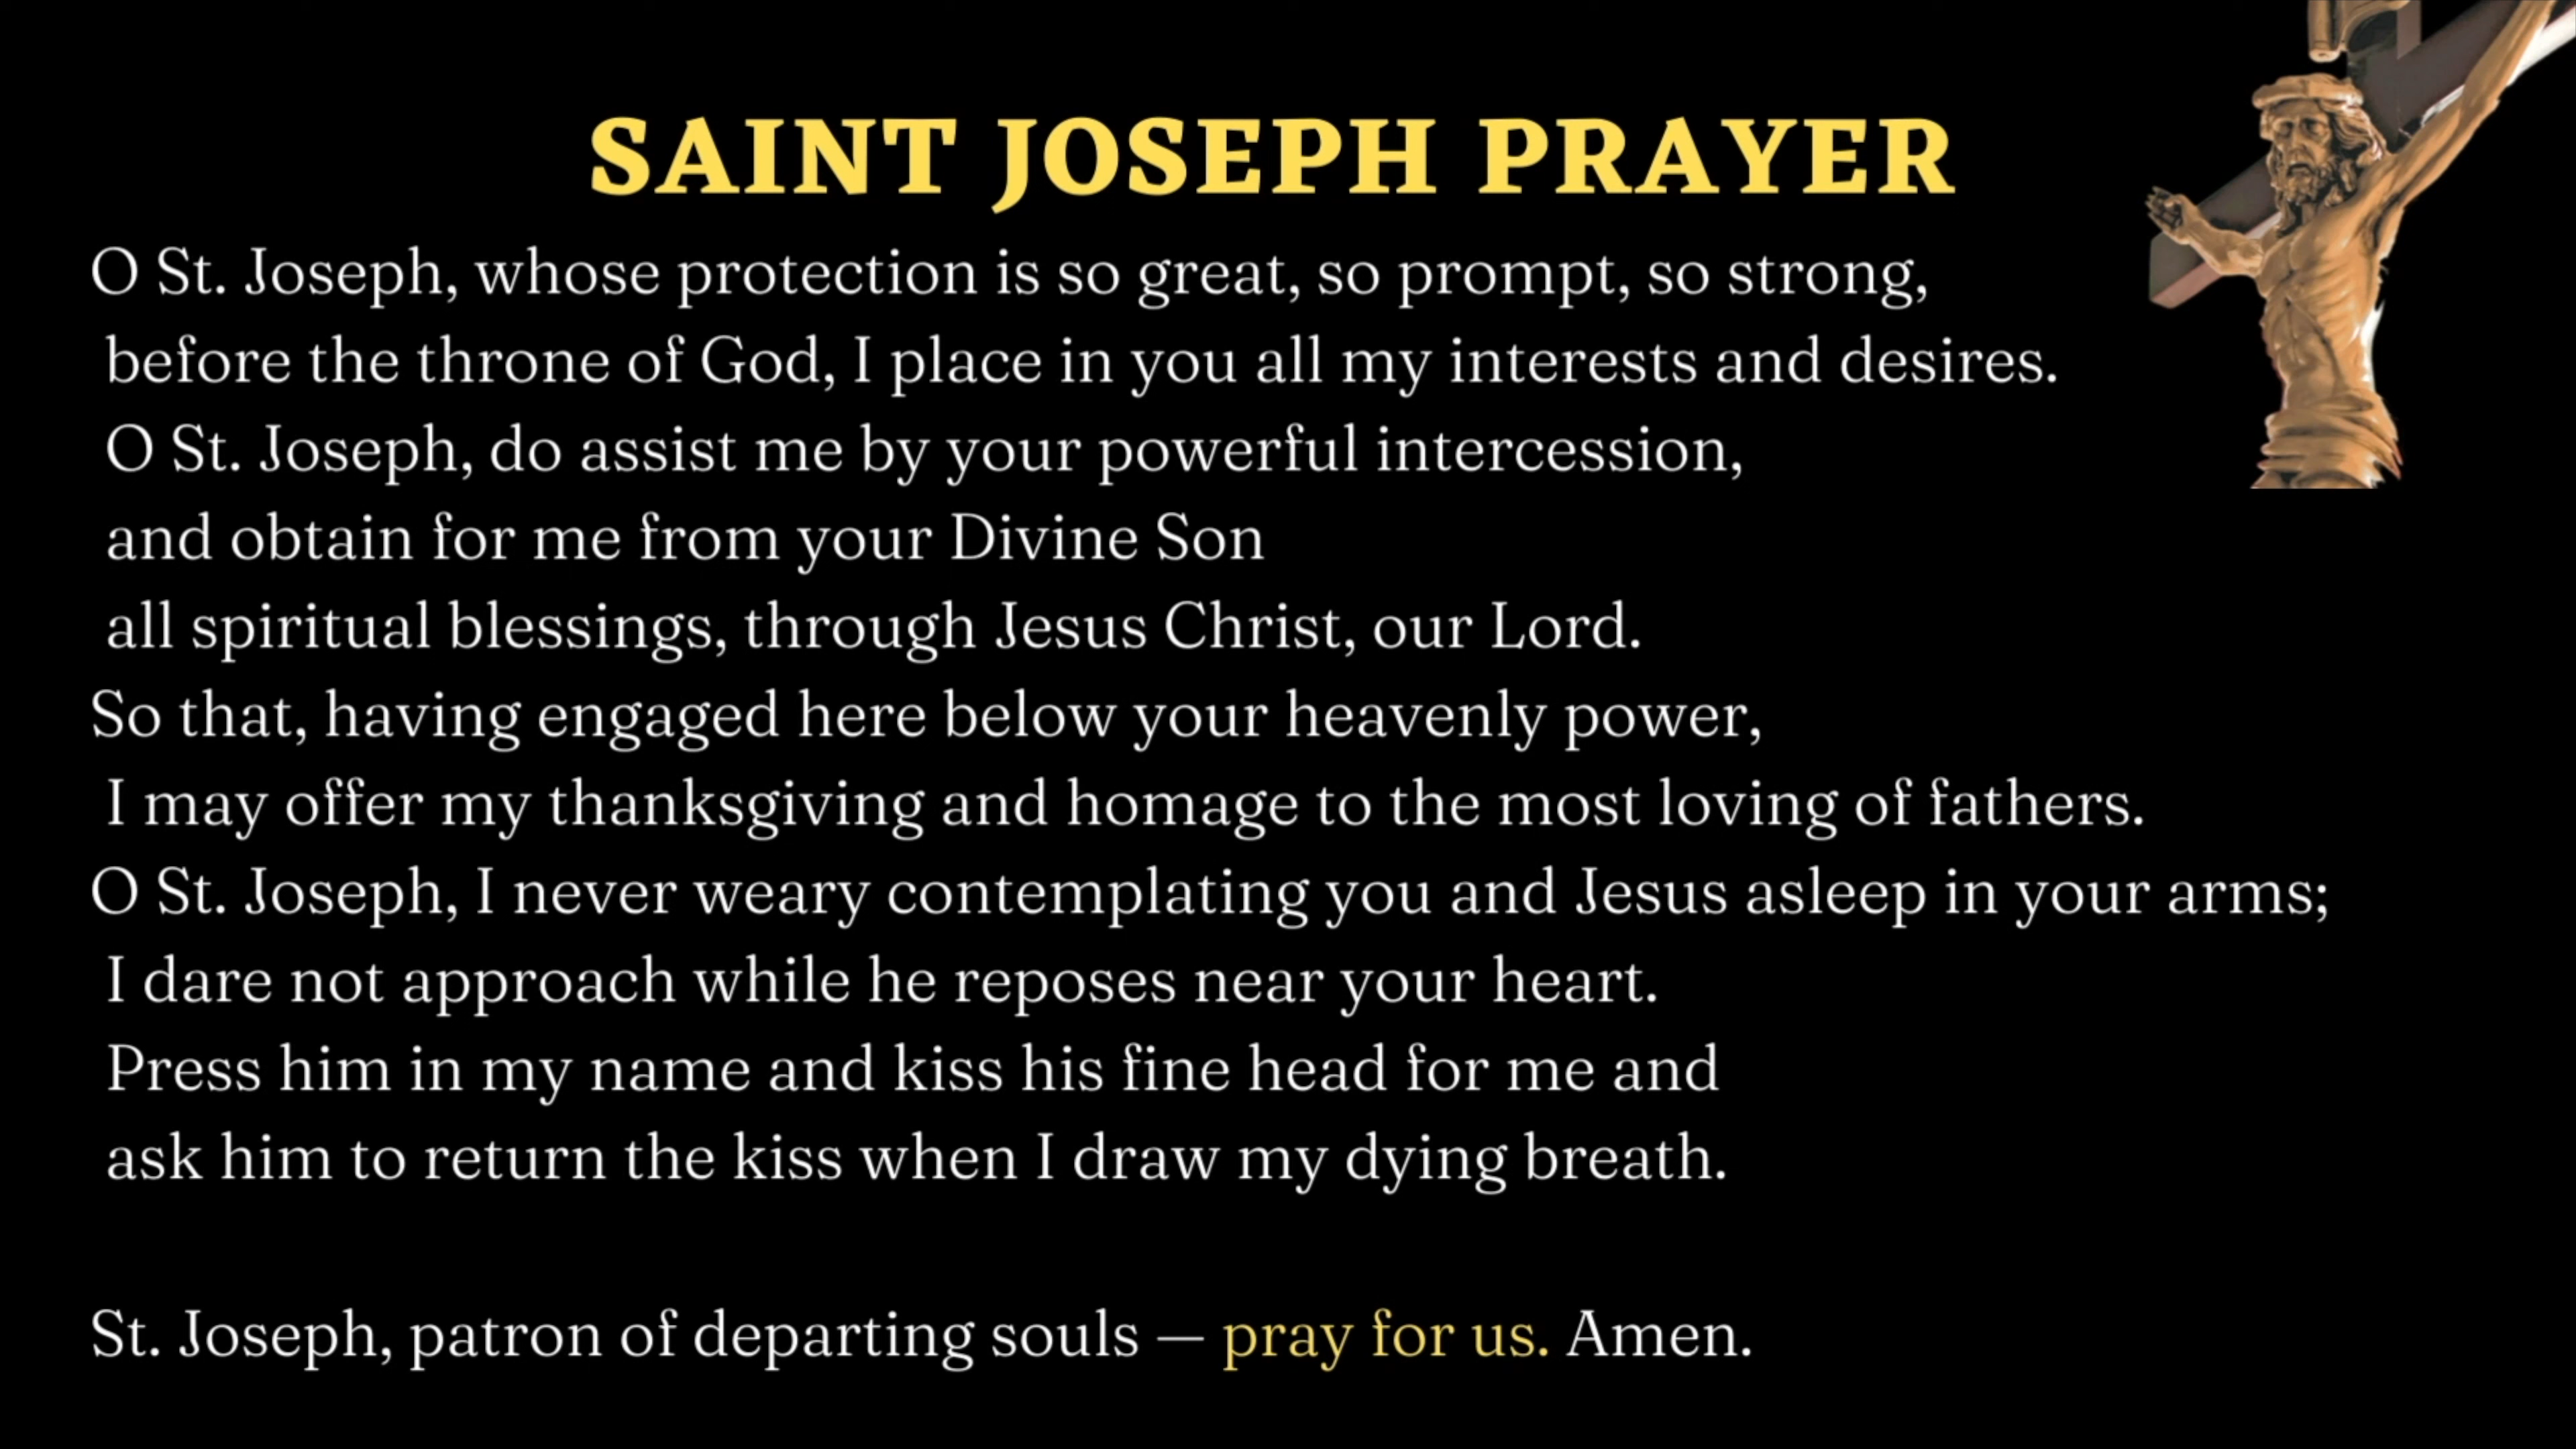 SAINT JOSEPH PRAYER
O St. Joseph, whose protection is so great, so prompt, so strong,
before the throne of God, I place in you all my interests and desires.
O St. Joseph, do assist me by your powerful intercession,
and obtain for me from your Divine Son
all spiritual blessings, through Jesus Christ, our Lord.
So that, having engaged here below your heavenly power,
I may offer my thanksgiving and homage to the most loving of fathers.
O St. Joseph, I never weary contemplating you and Jesus asleep in your arms;
I dare not approach while he reposes near your heart.
Press him in my name and kiss his fine head for me and
ask him to return the kiss when I draw my dying breath.
St. Joseph, patron of departing souls — pray for us. Amen.